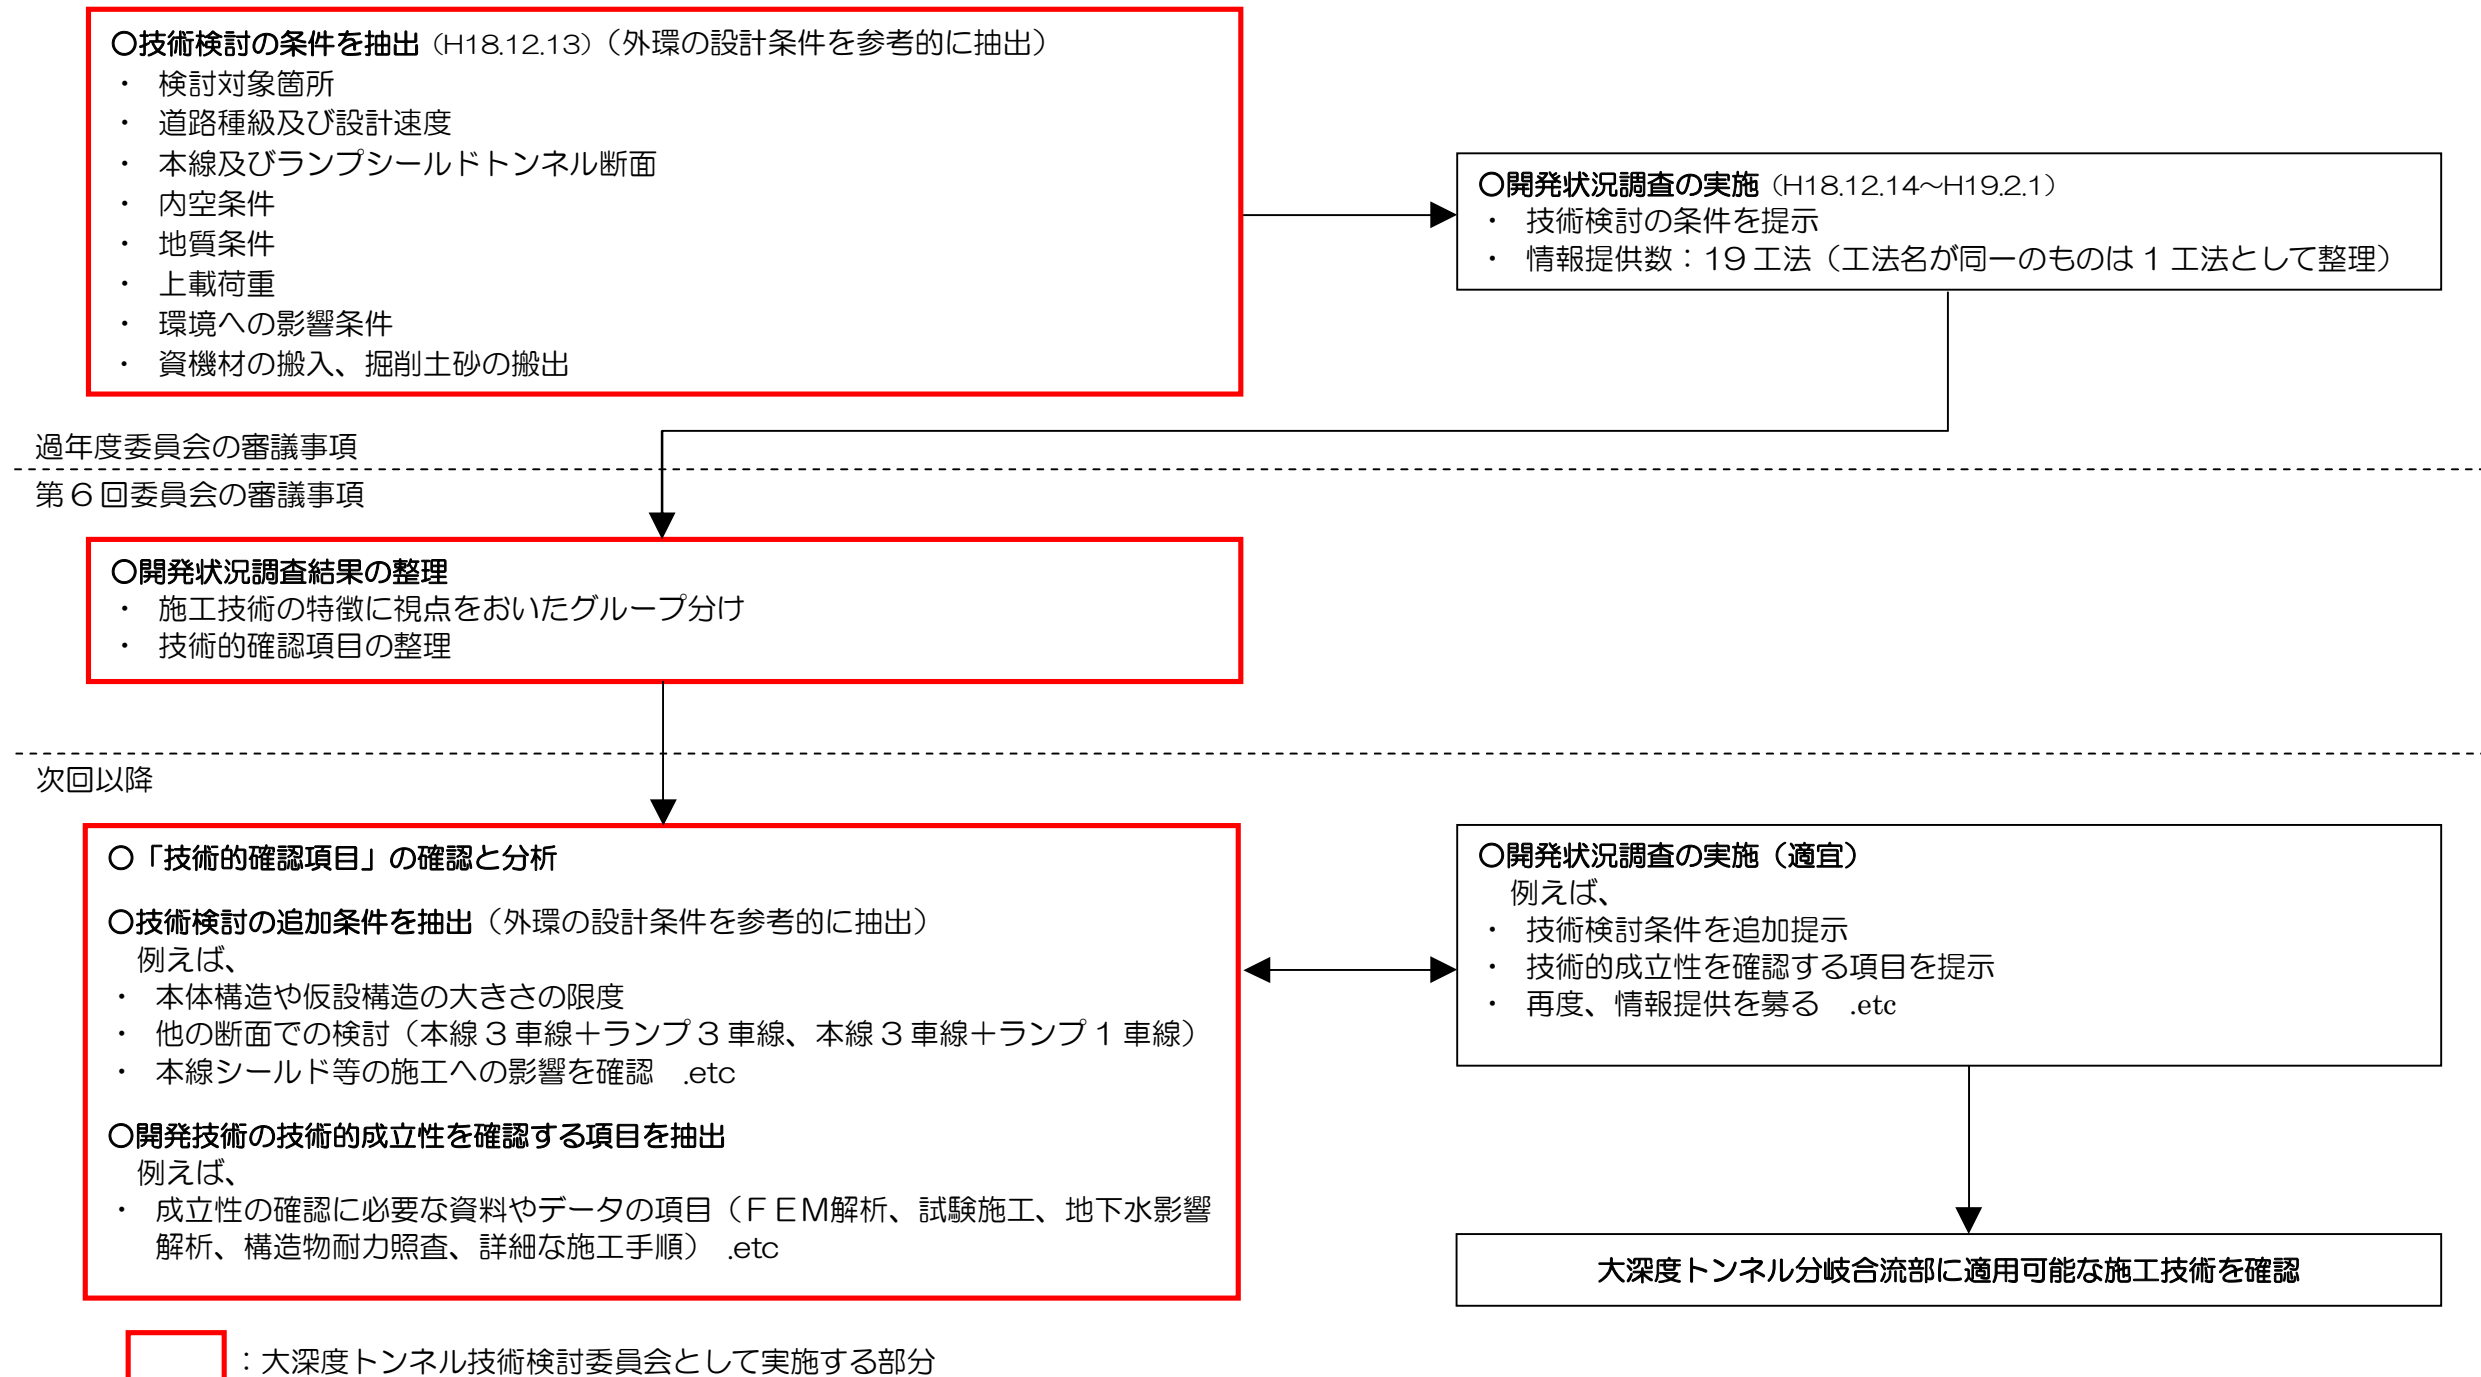 〇技術検討の条件を抽出（H18.12.13）（外環の設計条件を参考的に抽出）
・ 検討対象箇所
・ 道路種級及び設計速度
・ 本線及びランプシールドトンネル断面
・ 内空条件
・ 地質条件
・ 上載荷重
・ 環境への影響条件
・ 資機材の搬入、掘削土砂の搬出
〇開発状況調査の実施（H18.12.14～H19.2.1）
・ 技術検討の条件を提示
・ 情報提供数：19工法（工法名が同一のものは1工法として整理）
過年度委員会の審議事項
第6回委員会の審議事項
〇開発状況調査結果の整理
・ 施工技術の特徴に視点をおいたグループ分け
・ 技術的確認項目の整理
次回以降
〇「技術的確認項目」の確認と分析
〇技術検討の追加条件を抽出（外環の設計条件を参考的に抽出）
例えば、
・ 本体構造や仮設構造の大きさの限度
・ 他の断面での検討（本線3車線＋ランプ3車線、本線3車線＋ランプ1車線）
・ 本線シールド等の施工への影響を確認　.etc
〇開発技術の技術的成立性を確認する項目を抽出
例えば、
・ 成立性の確認に必要な資料やデータの項目（ＦＥＭ解析、試験施工、地下水影響
解析、構造物耐力照査、詳細な施工手順）　.etc
〇開発状況調査の実施（適宜）
例えば、
・ 技術検討条件を追加提示
・ 技術的成立性を確認する項目を提示
・ 再度、情報提供を募る　.etc
大深度トンネル分岐合流部に適用可能な施工技術を確認
：大深度トンネル技術検討委員会として実施する部分